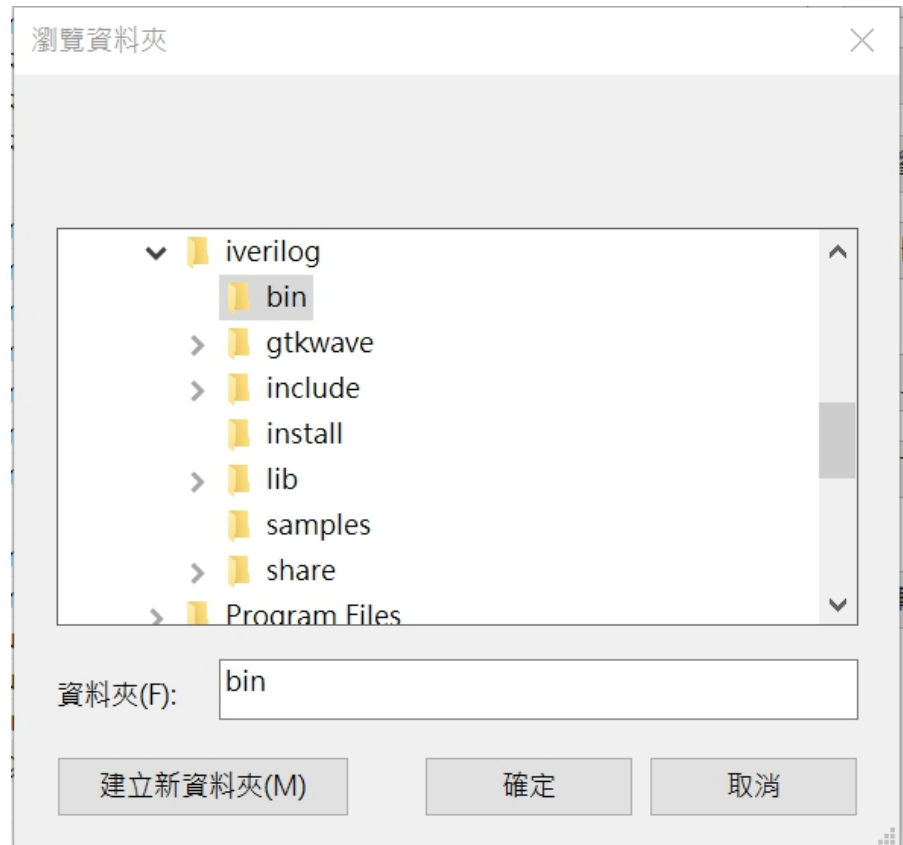 瀏覽資料夾
iverilog
bin
gtkwave
include
install
lib
samples
share
Program Files
資料夾(F): bin
建立新資料夾(M) 確定 取消